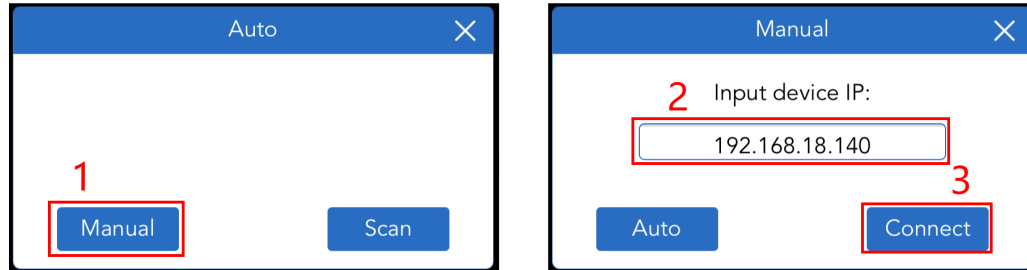 Auto
1
Manual
Scan
Manual
2
Input device IP:
192.168.18.140
3
Auto
Connect